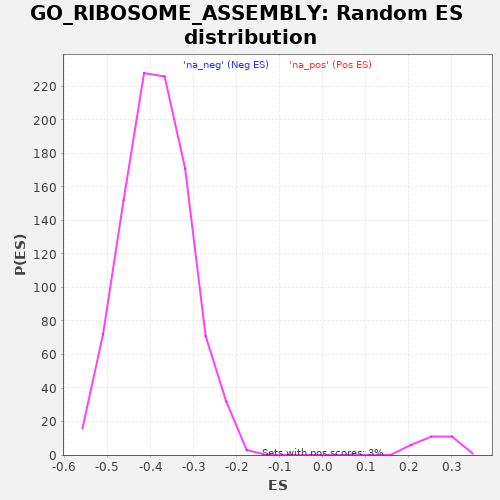 GO_RIBOSOME_ASSEMBLY: Random ES
distribution
'na_neg' (Neg ES) 'na_pos' (Pos ES)
220
200
180
160
140
120
100
80
60
40
20
0
P(ES)
Sets with pos scores: 3%
-0.6 -0.5 -0.4 -0.3 -0.2 -0.1 0.0 0.1 0.2 0.3
ES